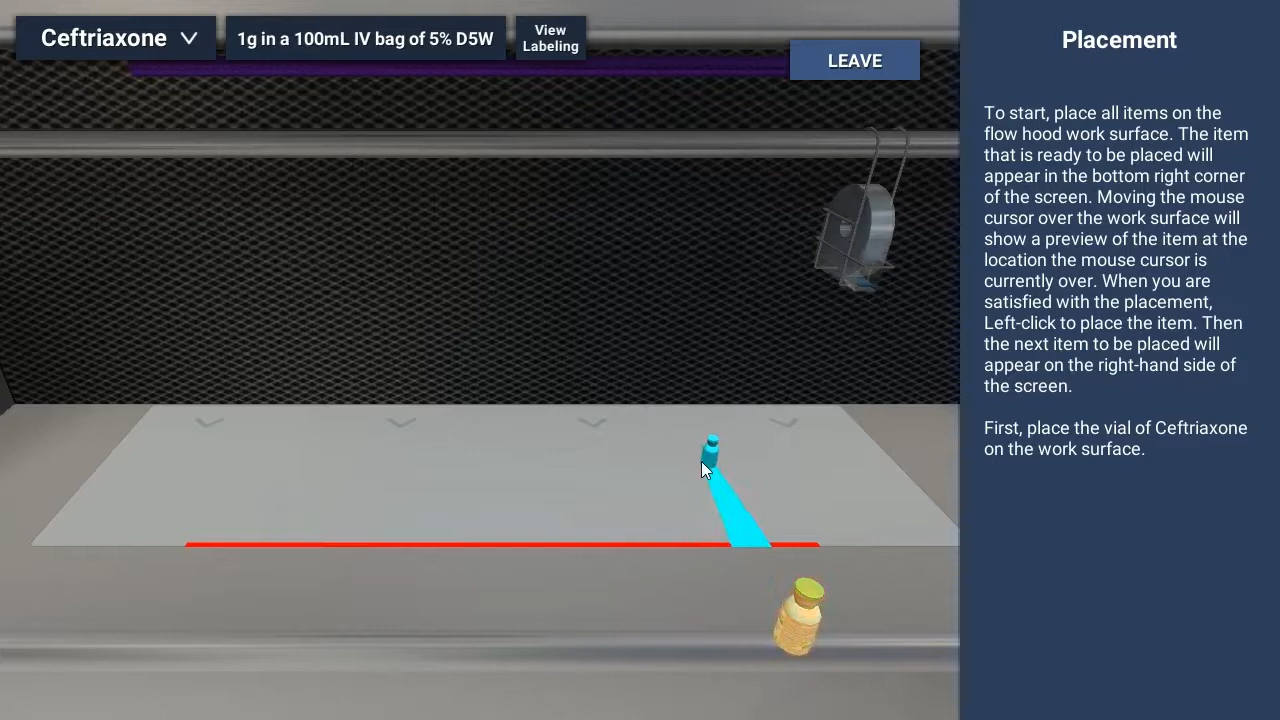 Ceftriaxone
1g in a 100mL IV bag of 5% D5W
View
Labeling
LEAVE
Placement
To start, place all items on the
flow hood work surface. The item
that is ready to be placed will
appear in the bottom right corner
of the screen. Moving the mouse
cursor over the work surface will
show a preview of the item at the
location the mouse cursor is
currently over. When you are
satisfied with the placement,
Left-click to place the item. Then
the next item to be placed will
appear on the right-hand side of
the screen.
First, place the vial of Ceftriaxone
on the work surface.